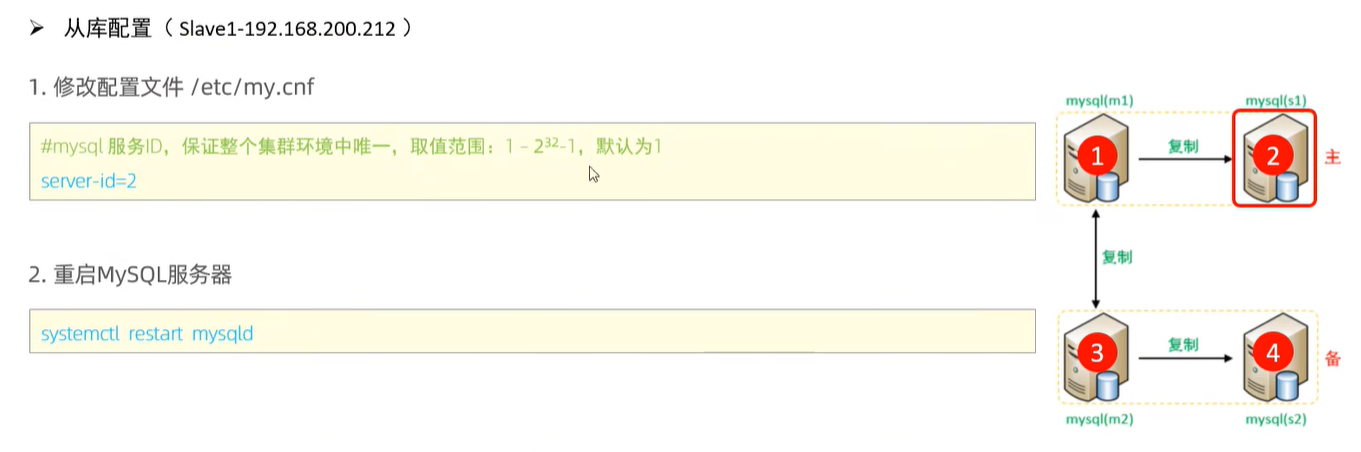 ➢ 从库配置（ Slave1-192.168.200.212 ）
1. 修改配置文件 /etc/my.cnf
#mysql 服务ID，保证整个集群环境中唯一，取值范围：1 – 2³²-1，默认为1
server-id=2
2. 重启MySQL服务器
systemctl restart mysqld
mysql(m1) mysql(s1)
1 复制 2 主
复制
3 复制 4 备
mysql(m2) mysql(s2)